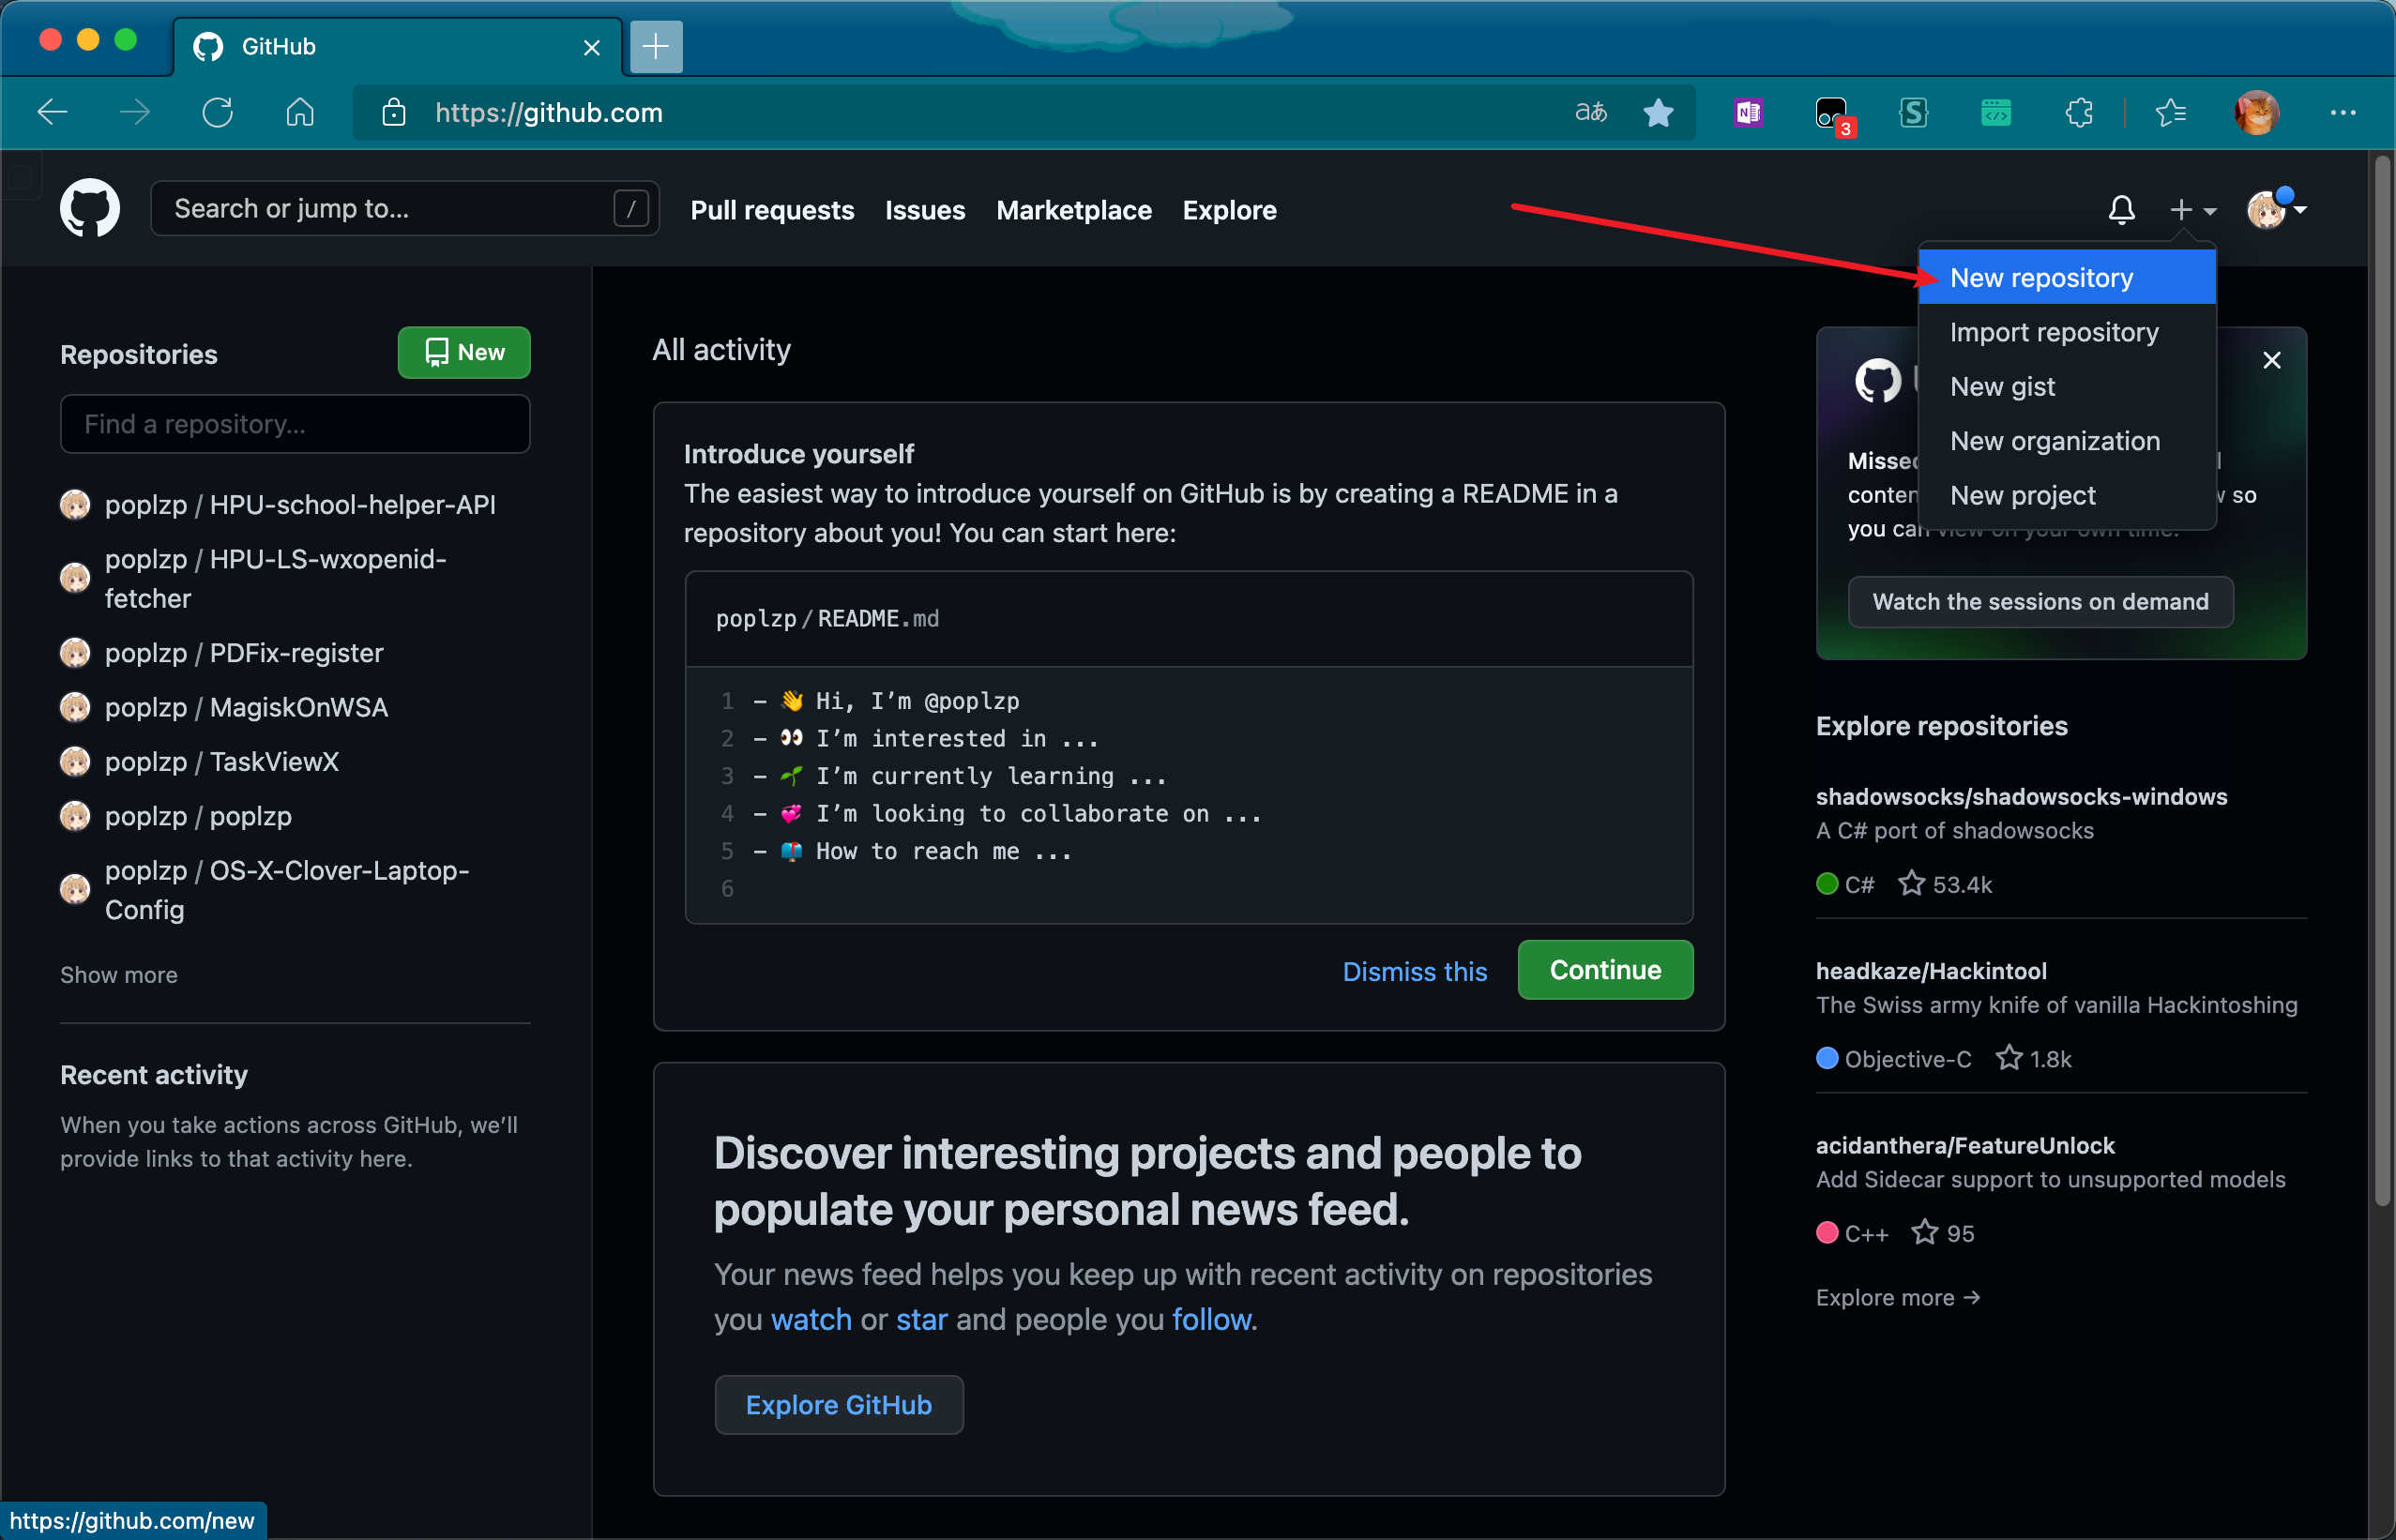 GitHub
https://github.com
aあ
3
Search or jump to...
/
Pull requests
Issues
Marketplace
Explore
New repository
Import repository
New gist
New organization
New project
Repositories
New
Find a repository...
poplzp / HPU-school-helper-API
poplzp / HPU-LS-wxopenid-
fetcher
poplzp / PDFix-register
poplzp / MagiskOnWSA
poplzp / TaskViewX
poplzp / poplzp
poplzp / OS-X-Clover-Laptop-
Config
Show more
Recent activity
When you take actions across GitHub, we’ll
provide links to that activity here.
All activity
Introduce yourself
The easiest way to introduce yourself on GitHub is by creating a README in a
repository about you! You can start here:
poplzp/README.md
1 - 👋 Hi, I’m @poplzp
2 - 👀 I’m interested in ...
3 - 🌱 I’m currently learning ...
4 - 💞️ I’m looking to collaborate on ...
5 - 📫 How to reach me ...
6
Dismiss this
Continue
Discover interesting projects and people to
populate your personal news feed.
Your news feed helps you keep up with recent activity on repositories
you watch or star and people you follow.
Explore GitHub
so
you can view on your own time.
Watch the sessions on demand
Explore repositories
shadowsocks/shadowsocks-windows
A C# port of shadowsocks
C# 53.4k
headkaze/Hackintool
The Swiss army knife of vanilla Hackintoshing
Objective-C 1.8k
acidanthera/FeatureUnlock
Add Sidecar support to unsupported models
C++ 95
Explore more →
https://github.com/new